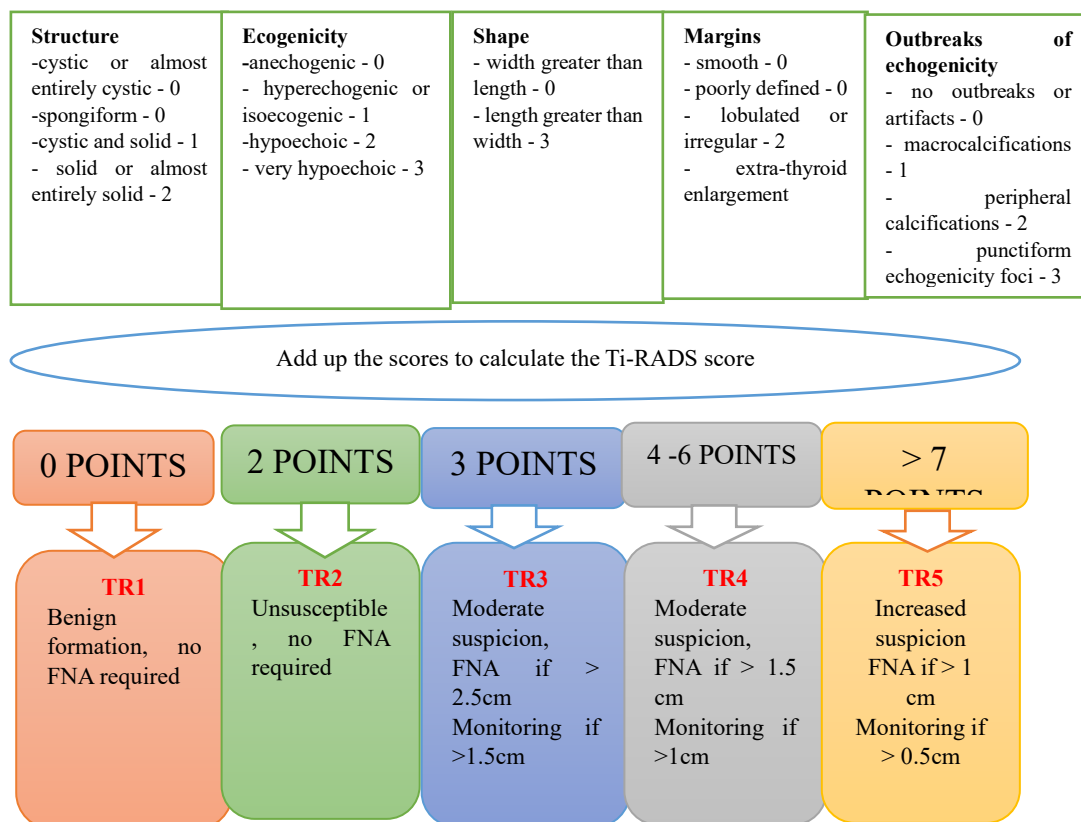 Structure
-cystic or almost
entirely cystic - 0
-spongiform - 0
-cystic and solid - 1
- solid or almost
entirely solid - 2
Ecogenicity
-anechogenic - 0
- hyperechogenic or
isoecogenic - 1
-hypoechoic - 2
- very hypoechoic - 3
Shape
- width greater than
length - 0
- length greater than
width - 3
Margins
- smooth - 0
- poorly defined - 0
- lobulated or
irregular - 2
- extra-thyroid
enlargement
Outbreaks of
echogenicity
- no outbreaks or
artifacts - 0
- macrocalcifications
- 1
- peripheral
calcifications - 2
- punctiform
echogenicity foci - 3
Add up the scores to calculate the Ti-RADS score
0 POINTS
2 POINTS
3 POINTS
4 -6 POINTS
> 7
POINTS
TR1
Benign
formation, no
FNA required
TR2
Unsusceptible
, no FNA
required
TR3
Moderate
suspicion,
FNA if >
2.5cm
Monitoring if
>1.5cm
TR4
Moderate
suspicion,
FNA if > 1.5
cm
Monitoring if
>1cm
TR5
Increased
suspicion
FNA if > 1
cm
Monitoring if
> 0.5cm